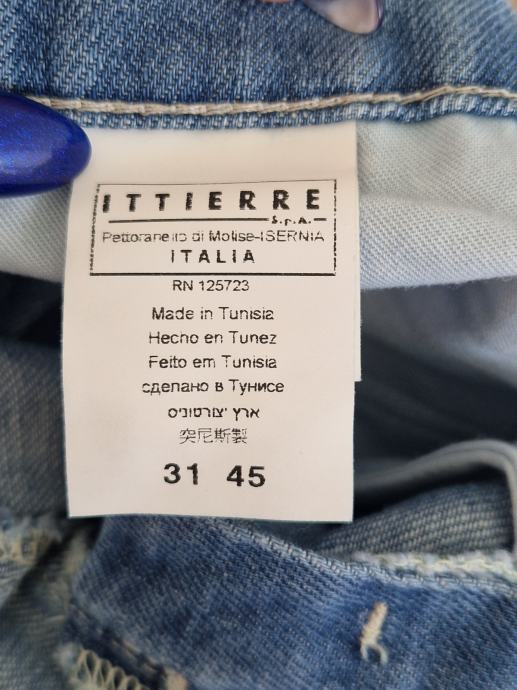 ITTIERRE
S.p.A.
Pettoranello di Molise-ISERNIA
ITALIA
RN 125723
Made in Tunisia
Hecho en Tunez
Feito em Tunisia
сделано в Тунисе
ארץ יצורטוניס
突尼斯製
31 45